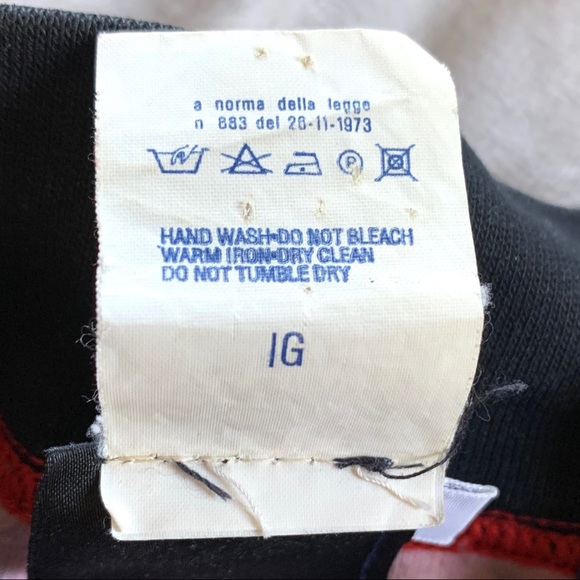 a norma della legge
n 883 del 26-11-1973
P
HAND WASH-DO NOT BLEACH
WARM IRON-DRY CLEAN
DO NOT TUMBLE DRY
IG